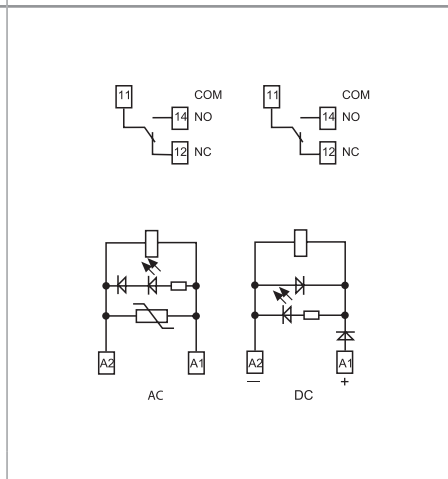 11 COM 11 COM
14 NO 14 NO
12 NC 12 NC
A2 A1 A2 A1
— +
AC DC